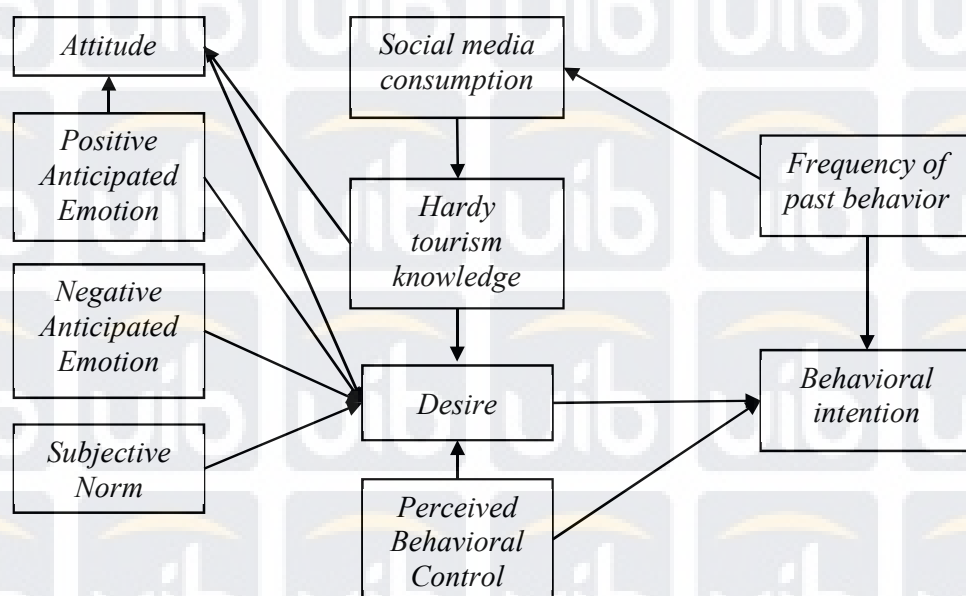 Attitude
Positive
Anticipated
Emotion
Negative
Anticipated
Emotion
Subjective
Norm
Social media
consumption
Hardy
tourism
knowledge
Desire
Perceived
Behavioral
Control
Frequency of
past behavior
Behavioral
intention
uib